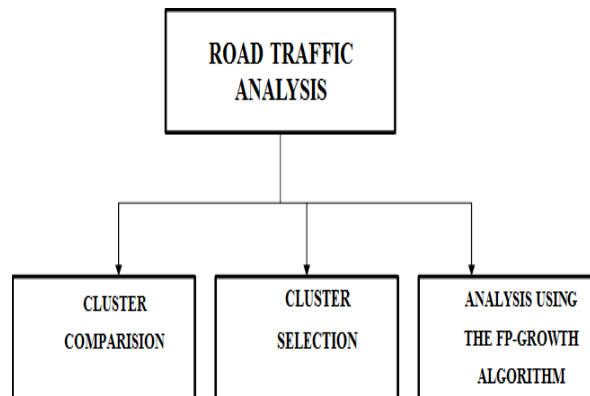 ROAD TRAFFIC
ANALYSIS
CLUSTER
COMPARISION
CLUSTER
SELECTION
ANALYSIS USING
THE FP-GROWTH
ALGORITHM